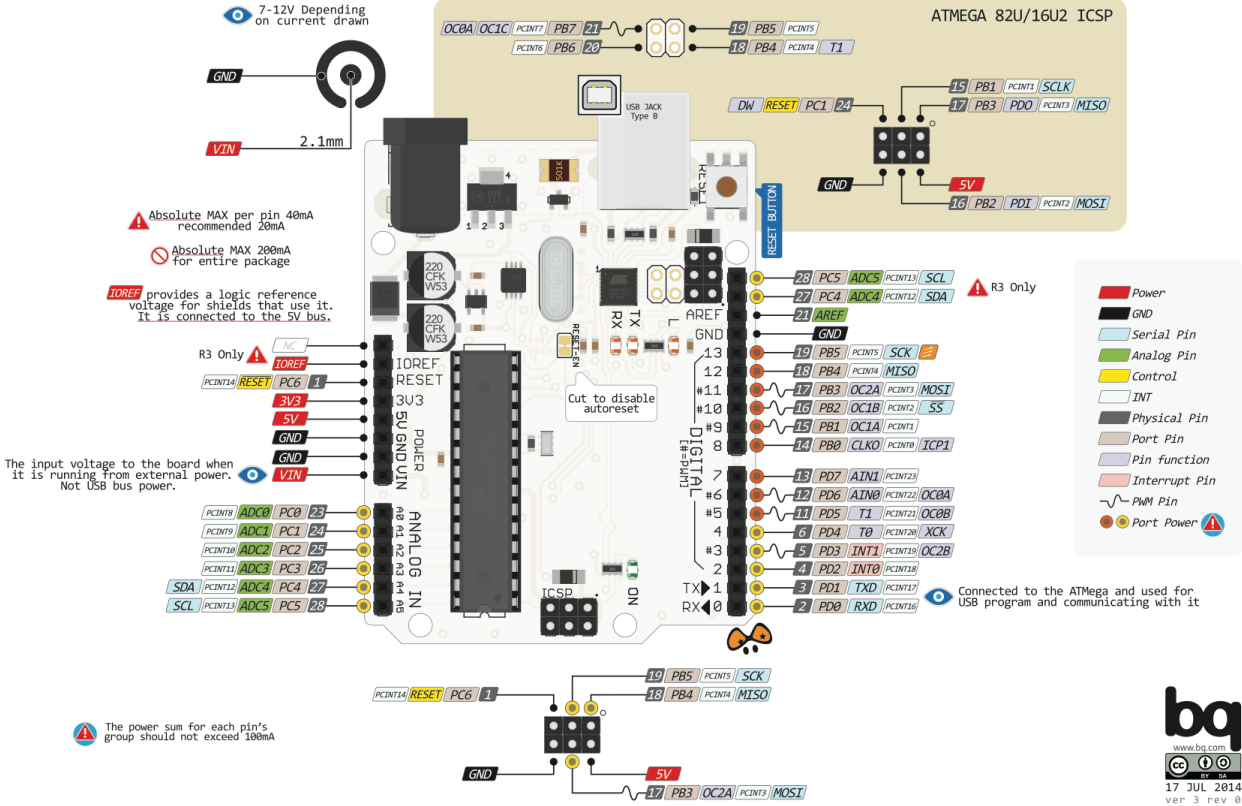 7-12V Depending
on current drawn
GND
VIN
2.1mm
ATMEGA 82U/16U2 ICSP
OC0A OC1C PCINT7 PB7 21
PCINT6 PB6 20
19 PB5 PCINT5
18 PB4 PCINT4 T1
DW RESET PC1 24
15 PB1 PCINT1 SCLK
17 PB3 PDO PCINT3 MISO
GND
5V
16 PB2 PDI PCINT2 MOSI
USB JACK
Type B
RESET BUTTON
Absolute MAX per pin 40mA
recommended 20mA
Absolute MAX 200mA
for entire package
IOREF provides a logic reference
voltage for shields that use it.
It is connected to the 5V bus.
R3 Only
NC
IOREF
PCINT14 RESET PC6 1
3V3
5V
GND
GND
VIN
The input voltage to the board when
it is running from external power.
Not USB bus power.
PCINT8 ADC0 PC0 23
PCINT9 ADC1 PC1 24
PCINT10 ADC2 PC2 25
PCINT11 ADC3 PC3 26
SDA PCINT12 ADC4 PC4 27
SCL PCINT13 ADC5 PC5 28
501K
4
1 2 3
220
CFK
W53
220
CFK
W53
1
RX
TX
L
RESET-EN
Cut to disable
autoreset
IOREF
RESET
3V3
5V
GND
VIN
POWER
A0
A1
A2
A3
A4
A5
ANALOG IN
ICSP
ON
AREF
GND
13
12
#11
#10
#9
8
7
#6
#5
4
#3
2
TX 1
RX 0
DIGITAL
[#=PWM]
28 PC5 ADC5 PCINT13 SCL
27 PC4 ADC4 PCINT12 SDA
R3 Only
21 AREF
GND
19 PB5 PCINT5 SCK
18 PB4 PCINT4 MISO
17 PB3 OC2A PCINT3 MOSI
16 PB2 OC1B PCINT2 SS
15 PB1 OC1A PCINT1
14 PB0 CLKO PCINT0 ICP1
13 PD7 AIN1 PCINT23
12 PD6 AIN0 PCINT22 OC0A
11 PD5 T1 PCINT21 OC0B
6 PD4 T0 PCINT20 XCK
5 PD3 INT1 PCINT19 OC2B
4 PD2 INT0 PCINT18
3 PD1 TXD PCINT17
2 PD0 RXD PCINT16
Connected to the ATMega and used for
USB program and communicating with it
Power
GND
Serial Pin
Analog Pin
Control
INT
Physical Pin
Port Pin
Pin function
Interrupt Pin
PWM Pin
Port Power
PCINT14 RESET PC6 1
19 PB5 PCINT5 SCK
18 PB4 PCINT4 MISO
GND
5V
17 PB3 OC2A PCINT3 MOSI
The power sum for each pin's
group should not exceed 100mA
bq
www.bq.com
cc BY SA
17 JUL 2014
ver 3 rev 0